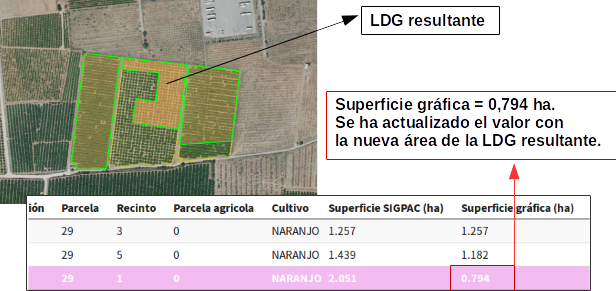 LDG resultante
Superficie gráfica = 0,794 ha.
Se ha actualizado el valor con
la nueva área de la LDG resultante.
ión Parcela Recinto Parcela agricola Cultivo Superficie SIGPAC (ha) Superficie gráfica (ha)
29 3 0 NARANJO 1.257 1.257
29 5 0 NARANJO 1.439 1.182
29 1 0 NARANJO 2.051 0.794